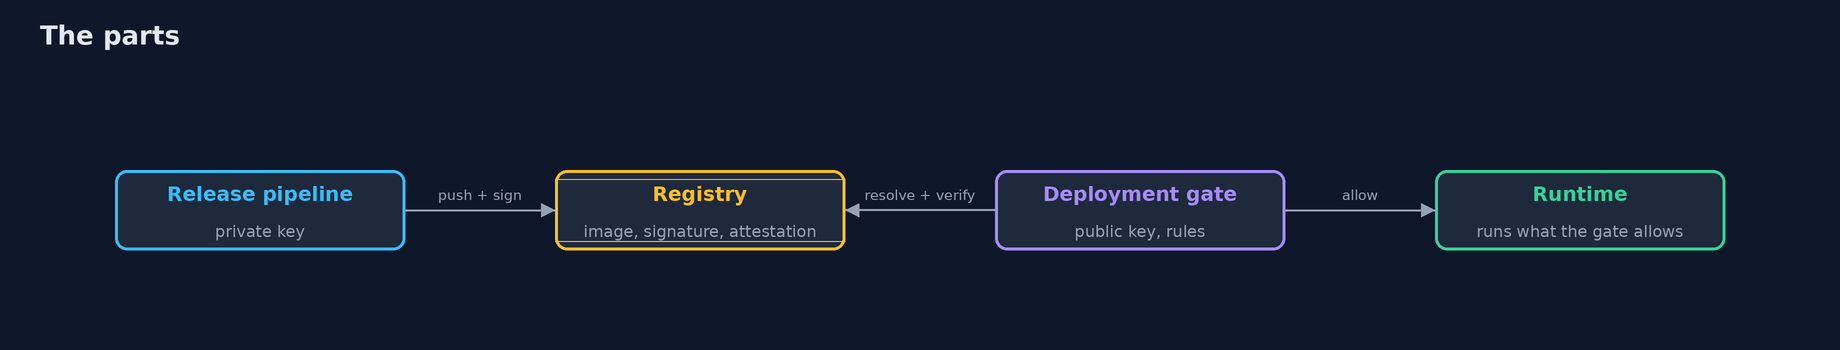 The parts
Release pipeline
private key
push + sign
Registry
image, signature, attestation
resolve + verify
Deployment gate
public key, rules
allow
Runtime
runs what the gate allows